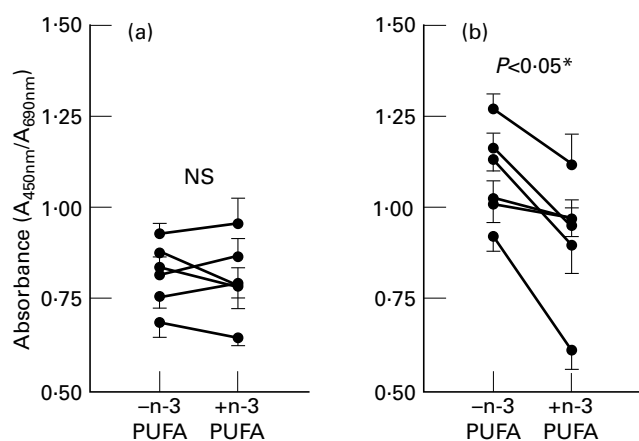 Absorbance (A450nm/A690nm)
(a)
1·50
1·25
1·00
0·75
0·50
NS
–n-3
PUFA
+n-3
PUFA
(b)
1·50
1·25
1·00
0·75
0·50
P<0·05*
–n-3
PUFA
+n-3
PUFA